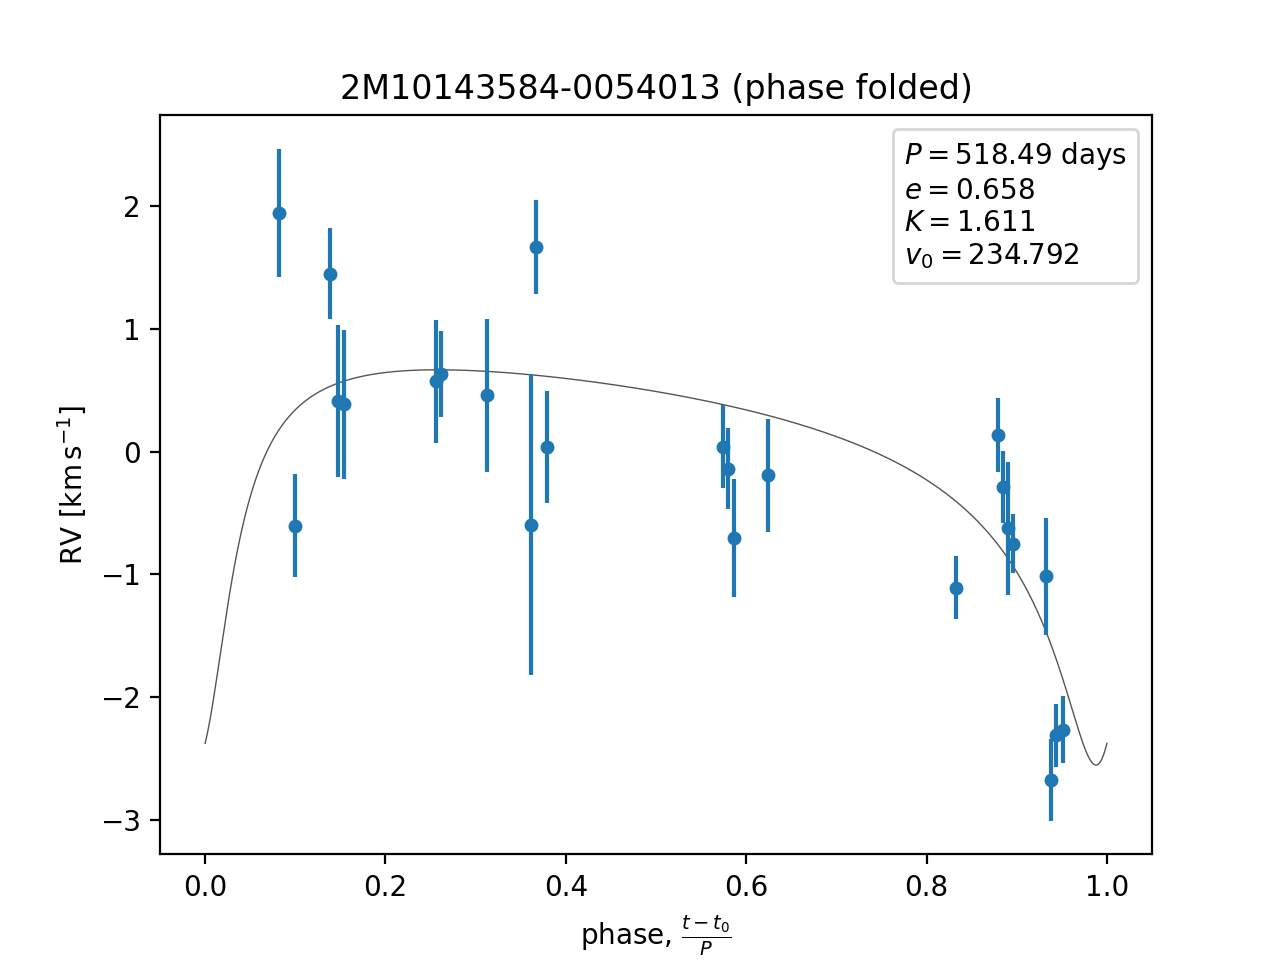 2M10143584-0054013 (phase folded)
P = 518.49 days
e = 0.658
K = 1.611
v₀ = 234.792
RV [km s⁻¹]
2
1
0
−1
−2
−3
0.0 0.2 0.4 0.6 0.8 1.0
phase, (t − t₀)/P